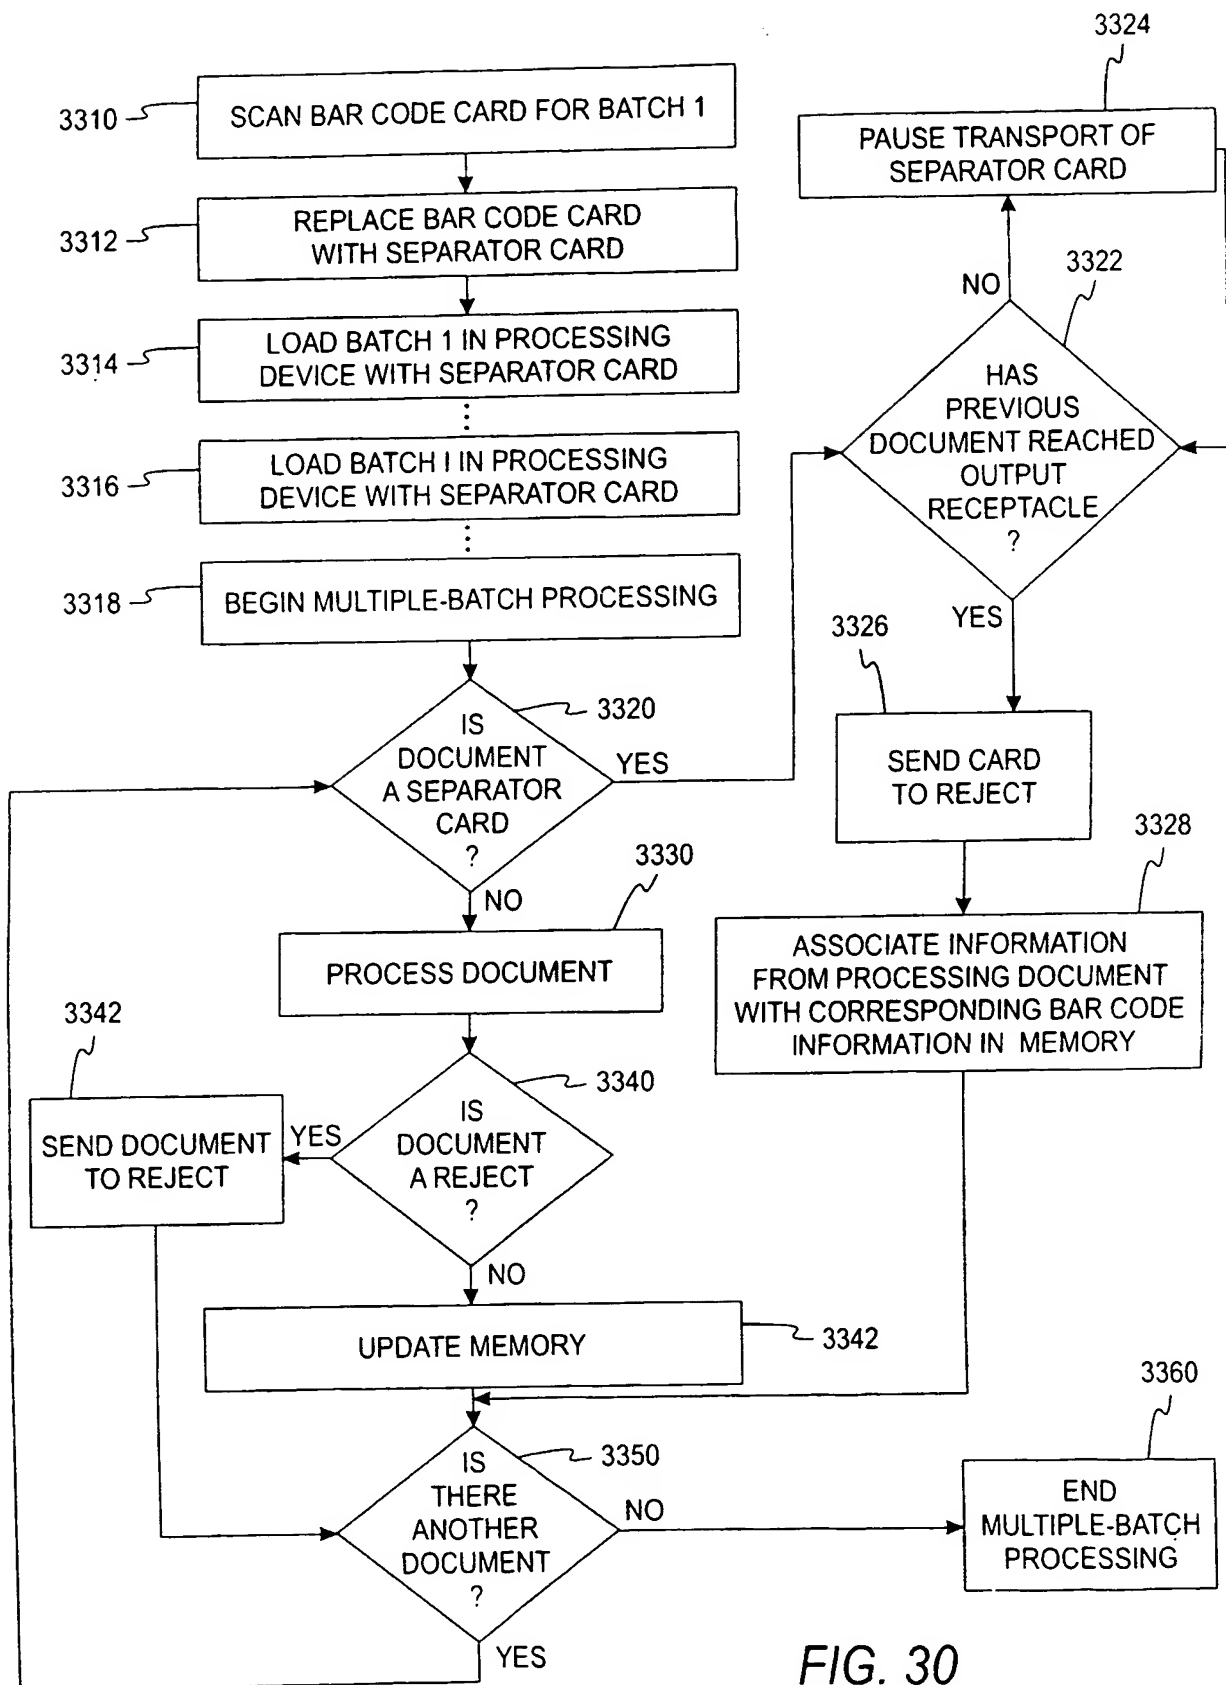 3310
SCAN BAR CODE CARD FOR BATCH 1
3312
REPLACE BAR CODE CARD
WITH SEPARATOR CARD
3314
LOAD BATCH 1 IN PROCESSING
DEVICE WITH SEPARATOR CARD
3316
LOAD BATCH I IN PROCESSING
DEVICE WITH SEPARATOR CARD
3318
BEGIN MULTIPLE-BATCH PROCESSING
3320
IS
DOCUMENT
A SEPARATOR
CARD
?
YES
NO
3324
PAUSE TRANSPORT OF
SEPARATOR CARD
3322
NO
HAS
PREVIOUS
DOCUMENT REACHED
OUTPUT
RECEPTACLE
?
YES
3326
SEND CARD
TO REJECT
3328
ASSOCIATE INFORMATION
FROM PROCESSING DOCUMENT
WITH CORRESPONDING BAR CODE
INFORMATION IN MEMORY
3330
PROCESS DOCUMENT
3340
IS
DOCUMENT
A REJECT
?
YES
3342
SEND DOCUMENT
TO REJECT
NO
UPDATE MEMORY
3342
3350
IS
THERE
ANOTHER
DOCUMENT
?
NO
YES
3360
END
MULTIPLE-BATCH
PROCESSING
FIG. 30